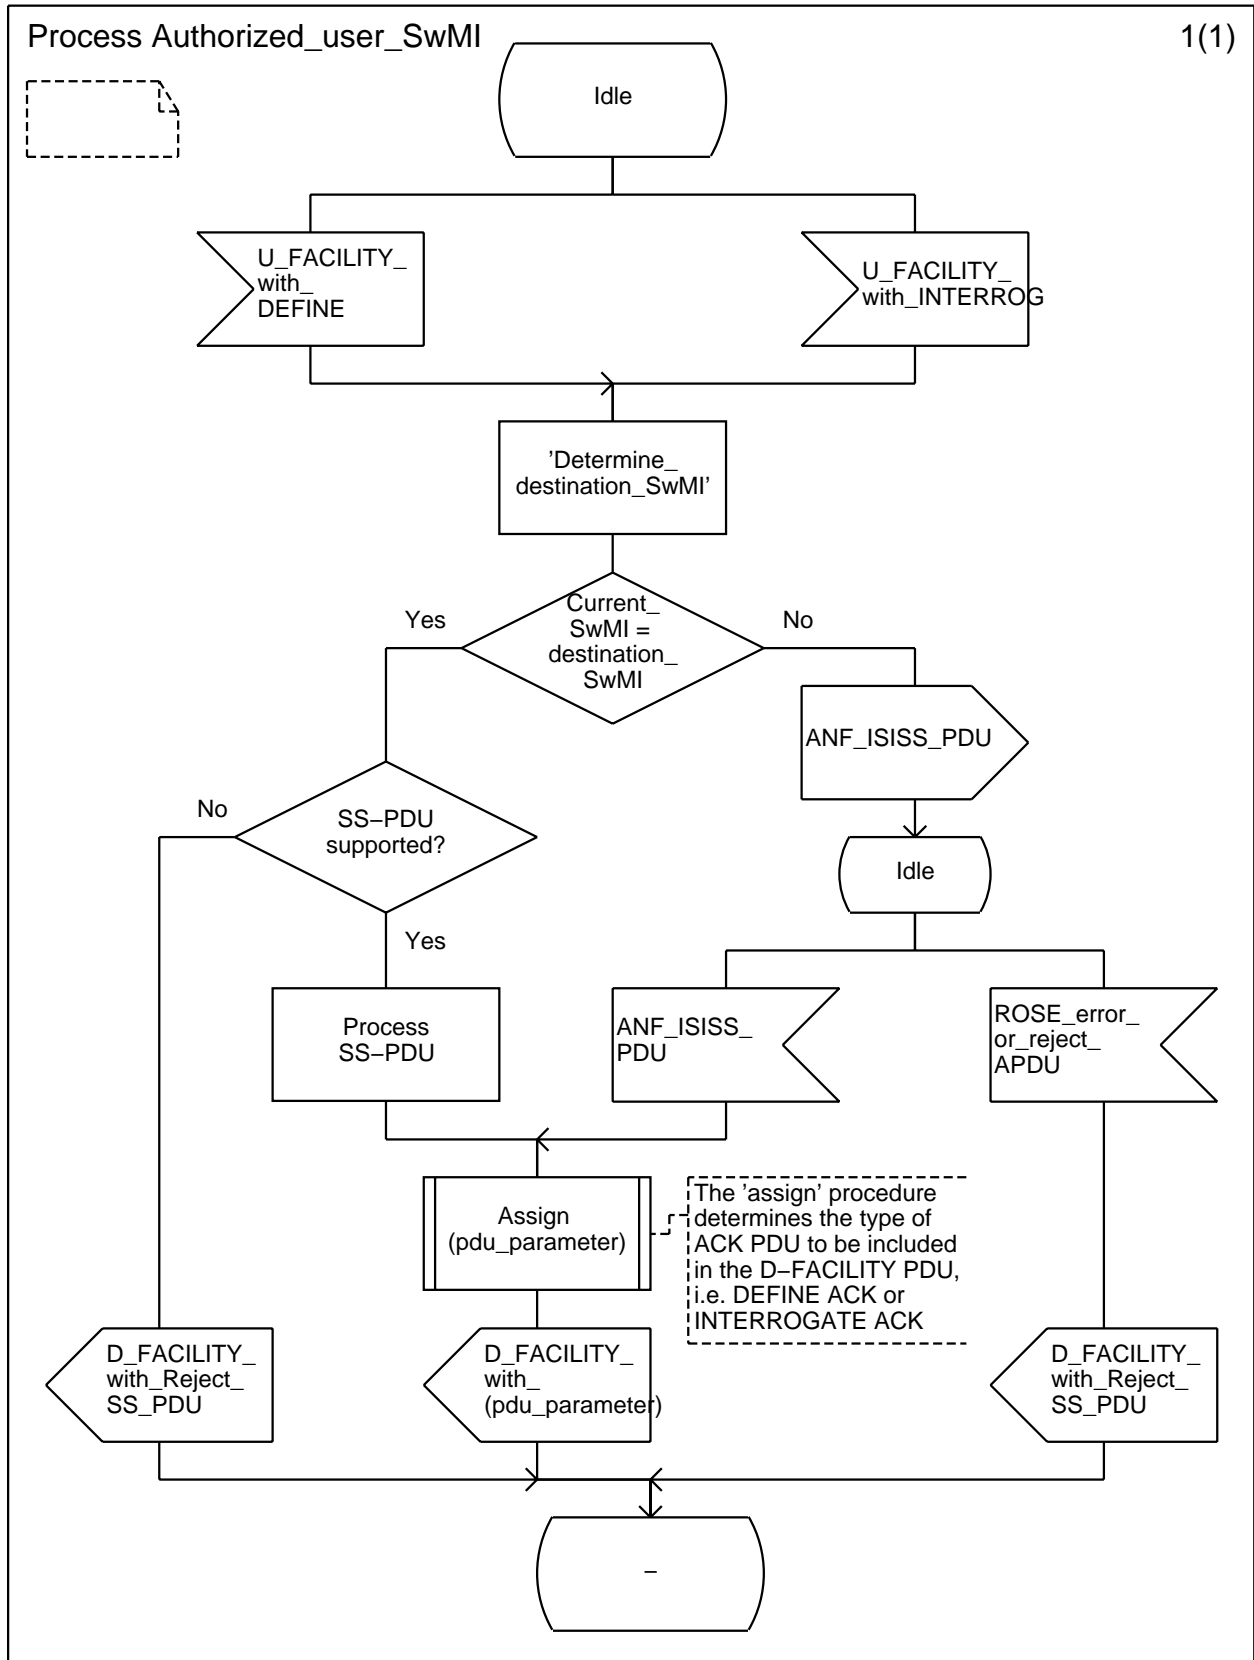 Process Authorized_user_SwMI
1(1)
Idle
U_FACILITY_
with_
DEFINE
U_FACILITY_
with_INTERROG
'Determine_
destination_SwMI'
Yes
Current_
SwMI =
destination_
SwMI
No
ANF_ISISS_PDU
No
SS–PDU
supported?
Idle
Yes
Process
SS–PDU
ANF_ISISS_
PDU
ROSE_error_
or_reject_
APDU
Assign
(pdu_parameter)
The 'assign' procedure
determines the type of
ACK PDU to be included
in the D–FACILITY PDU,
i.e. DEFINE ACK or
INTERROGATE ACK
D_FACILITY_
with_Reject_
SS_PDU
D_FACILITY_
with_
(pdu_parameter)
D_FACILITY_
with_Reject_
SS_PDU
–